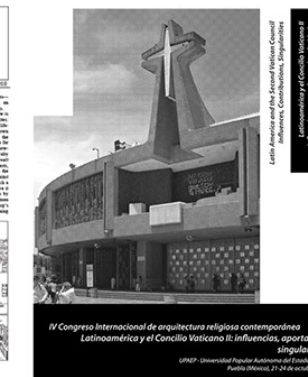 Latin America and the Second Vatican Council
Influences, Contributions, Singularities
Latinoamérica y el Concilio Vaticano II
IV Congreso Internacional de arquitectura religiosa contemporánea
Latinoamérica y el Concilio Vaticano II: influencias, aporta
singular
UPAEP - Universidad Popular Autónoma del Estado
Puebla (México), 21-24 de octub